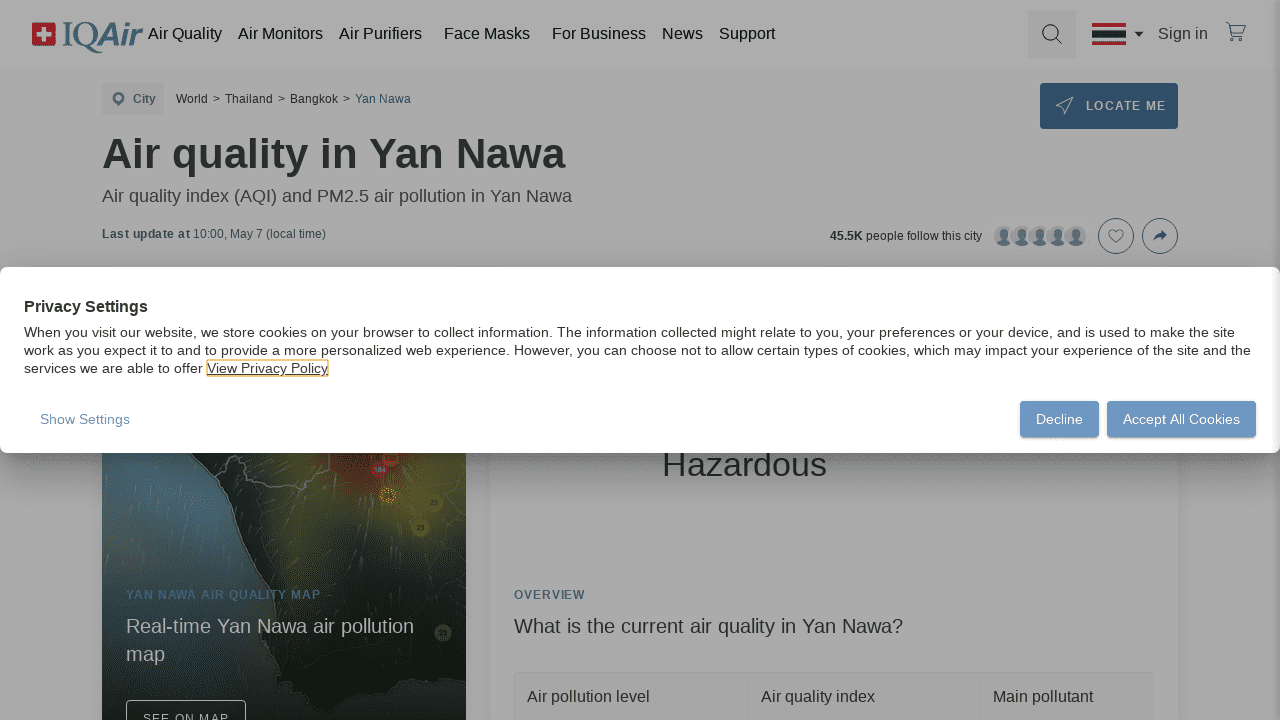 IQAir
Air Quality
Air Monitors
Air Purifiers
Face Masks
For Business
News
Support
Sign in
City
World > Thailand > Bangkok > Yan Nawa
LOCATE ME
Air quality in Yan Nawa
Air quality index (AQI) and PM2.5 air pollution in Yan Nawa
Last update at 10:00, May 7 (local time)
45.5K people follow this city
Privacy Settings
When you visit our website, we store cookies on your browser to collect information. The information collected might relate to you, your preferences or your device, and is used to make the site
work as you expect it to and to provide a more personalized web experience. However, you can choose not to allow certain types of cookies, which may impact your experience of the site and the
services we are able to offer View Privacy Policy
Show Settings
Decline
Accept All Cookies
Hazardous
YAN NAWA AIR QUALITY MAP
Real-time Yan Nawa air pollution
map
SEE ON MAP
OVERVIEW
What is the current air quality in Yan Nawa?
Air pollution level
Air quality index
Main pollutant